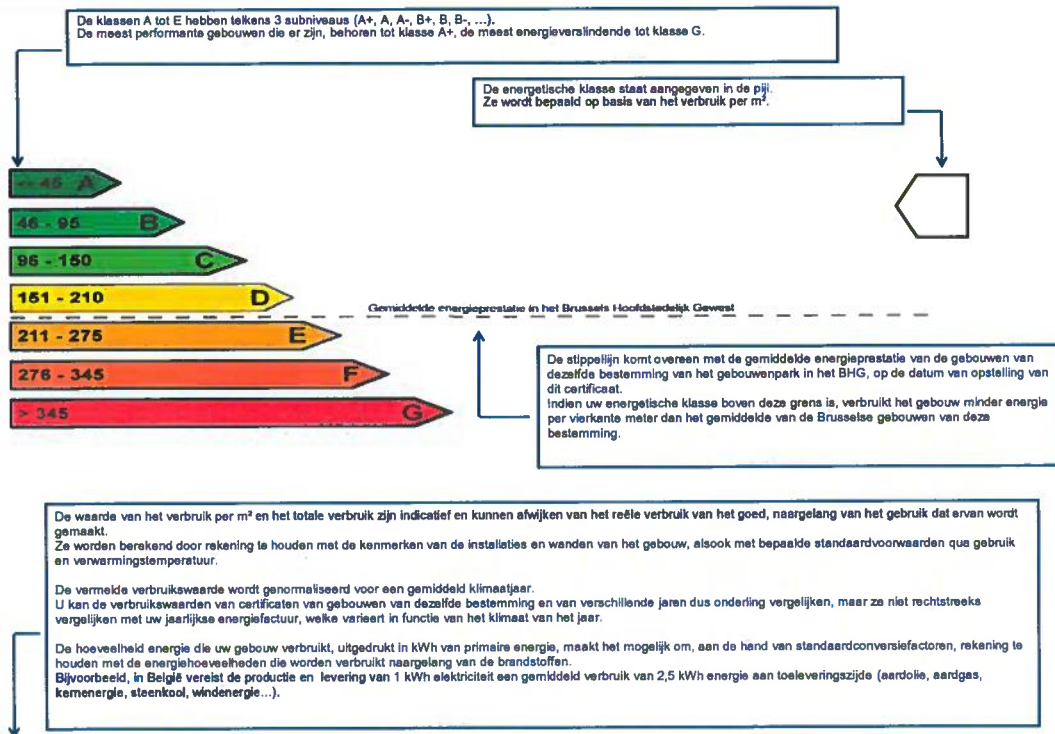 De klassen A tot E hebben telkens 3 subniveaus (A+, A, A-, B+, B, B-, ...).
De meest performante gebouwen die er zijn, behoren tot klasse A+, de meest energieverslindende tot klasse G.
De energetische klasse staat aangegeven in de pijl.
Ze wordt bepaald op basis van het verbruik per m².
<= 45 A
46 - 95 B
96 - 150 C
151 - 210 D
Gemiddelde energieprestatie in het Brussels Hoofdstedelijk Gewest
211 - 275 E
276 - 345 F
> 345 G
De stippellijn komt overeen met de gemiddelde energieprestatie van de gebouwen van
dezelfde bestemming van het gebouwenpark in het BHG, op de datum van opstelling van
dit certificaat.
Indien uw energetische klasse boven deze grens is, verbruikt het gebouw minder energie
per vierkante meter dan het gemiddelde van de Brusselse gebouwen van deze
bestemming.
De waarde van het verbruik per m² en het totale verbruik zijn indicatief en kunnen afwijken van het reële verbruik van het goed, naargelang van het gebruik dat ervan wordt
gemaakt.
Ze worden berekend door rekening te houden met de kenmerken van de installaties en wanden van het gebouw, alsook met bepaalde standaardvoorwaarden qua gebruik
en verwarmingstemperatuur.
De vermelde verbruikswaarde wordt genormaliseerd voor een gemiddeld klimaatjaar.
U kan de verbruikswaarden van certificaten van gebouwen van dezelfde bestemming en van verschillende jaren dus onderling vergelijken, maar ze niet rechtstreeks
vergelijken met uw jaarlijkse energiefactuur, welke varieert in functie van het klimaat van het jaar.
De hoeveelheid energie die uw gebouw verbruikt, uitgedrukt in kWh van primaire energie, maakt het mogelijk om, aan de hand van standaardconversiefactoren, rekening te
houden met de energiehoeveelheden die worden verbruikt naargelang van de brandstoffen.
Bijvoorbeeld, in België vereist de productie en levering van 1 kWh elektriciteit een gemiddeld verbruik van 2,5 kWh energie aan toeleveringszijde (aardolie, aardgas,
kernenergie, steenkool, windenergie...).